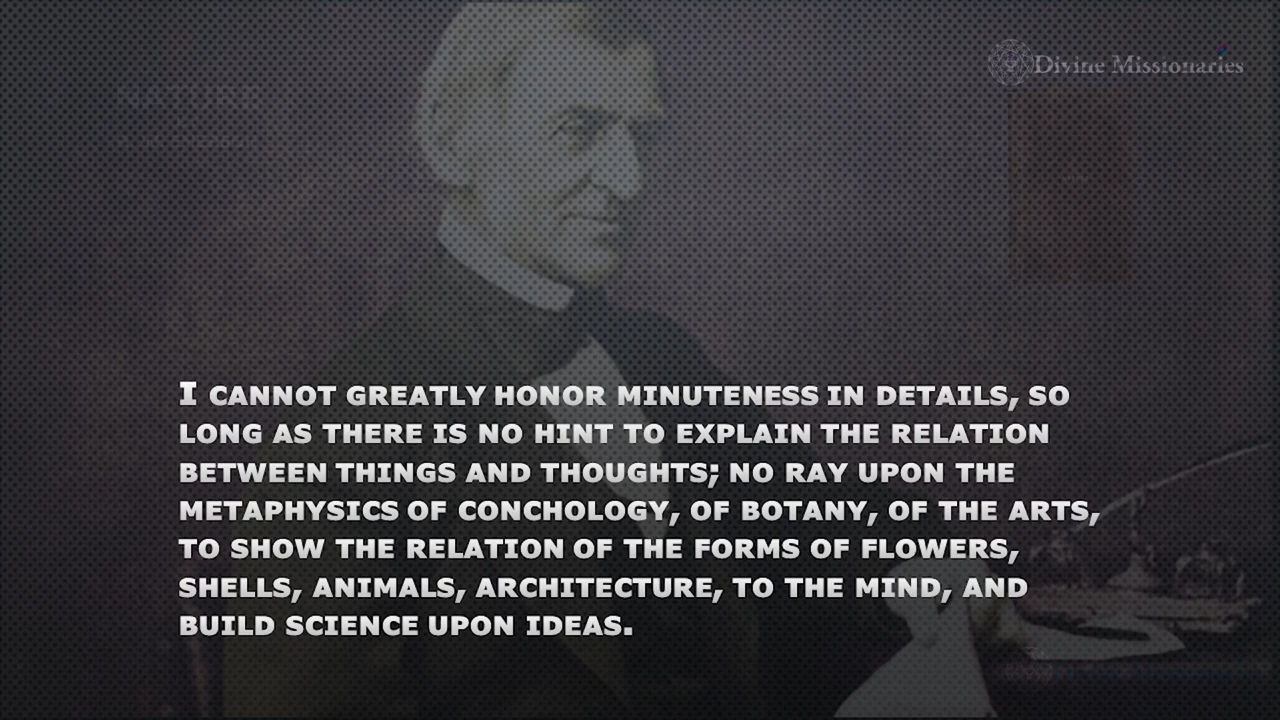 Divine Missionaries
NATURE
I CANNOT GREATLY HONOR MINUTENESS IN DETAILS, SO
LONG AS THERE IS NO HINT TO EXPLAIN THE RELATION
BETWEEN THINGS AND THOUGHTS; NO RAY UPON THE
METAPHYSICS OF CONCHOLOGY, OF BOTANY, OF THE ARTS,
TO SHOW THE RELATION OF THE FORMS OF FLOWERS,
SHELLS, ANIMALS, ARCHITECTURE, TO THE MIND, AND
BUILD SCIENCE UPON IDEAS.